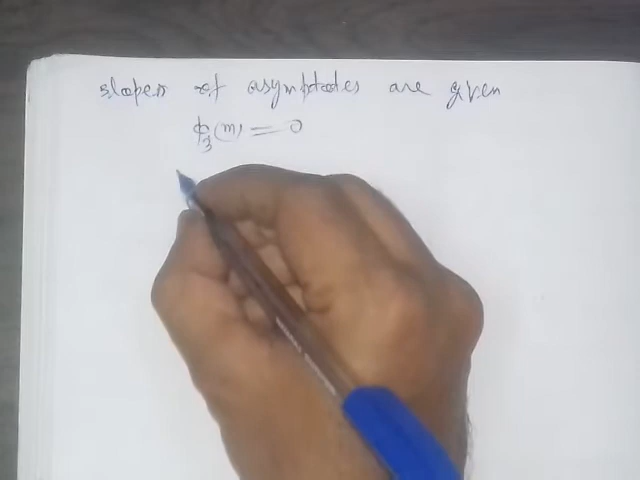 slopes of asymptotes are given
ϕ₃(m) = 0